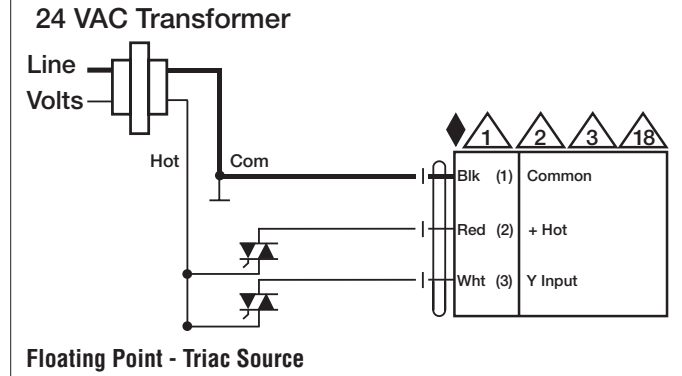 24 VAC Transformer
Line
Volts
1 2 3 18
Hot Com
Blk (1) Common
Red (2) + Hot
Wht (3) Y Input
Floating Point - Triac Source